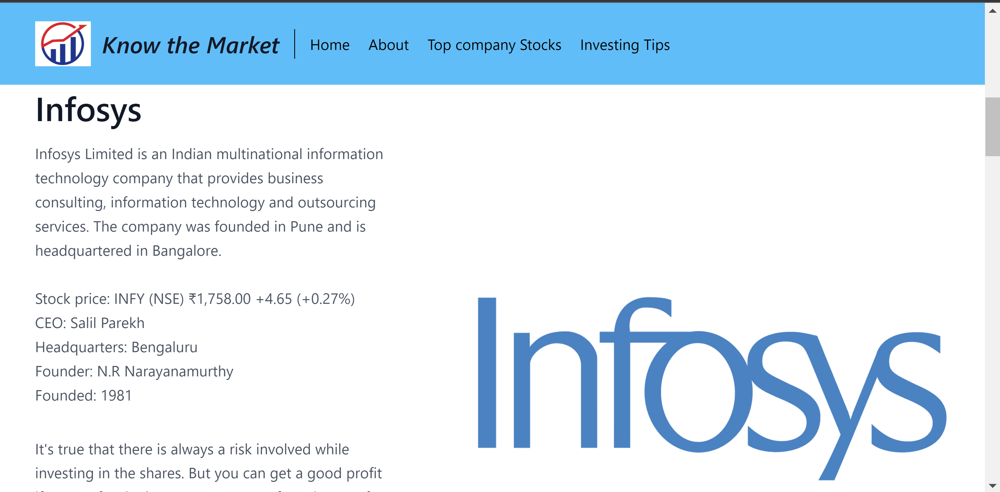 Know the Market
Home About Top company Stocks Investing Tips
Infosys
Infosys Limited is an Indian multinational information
technology company that provides business
consulting, information technology and outsourcing
services. The company was founded in Pune and is
headquartered in Bangalore.
Stock price: INFY (NSE) ₹1,758.00 +4.65 (+0.27%)
CEO: Salil Parekh
Headquarters: Bengaluru
Founder: N.R Narayanamurthy
Founded: 1981
It's true that there is always a risk involved while
investing in the shares. But you can get a good profit
Infosys